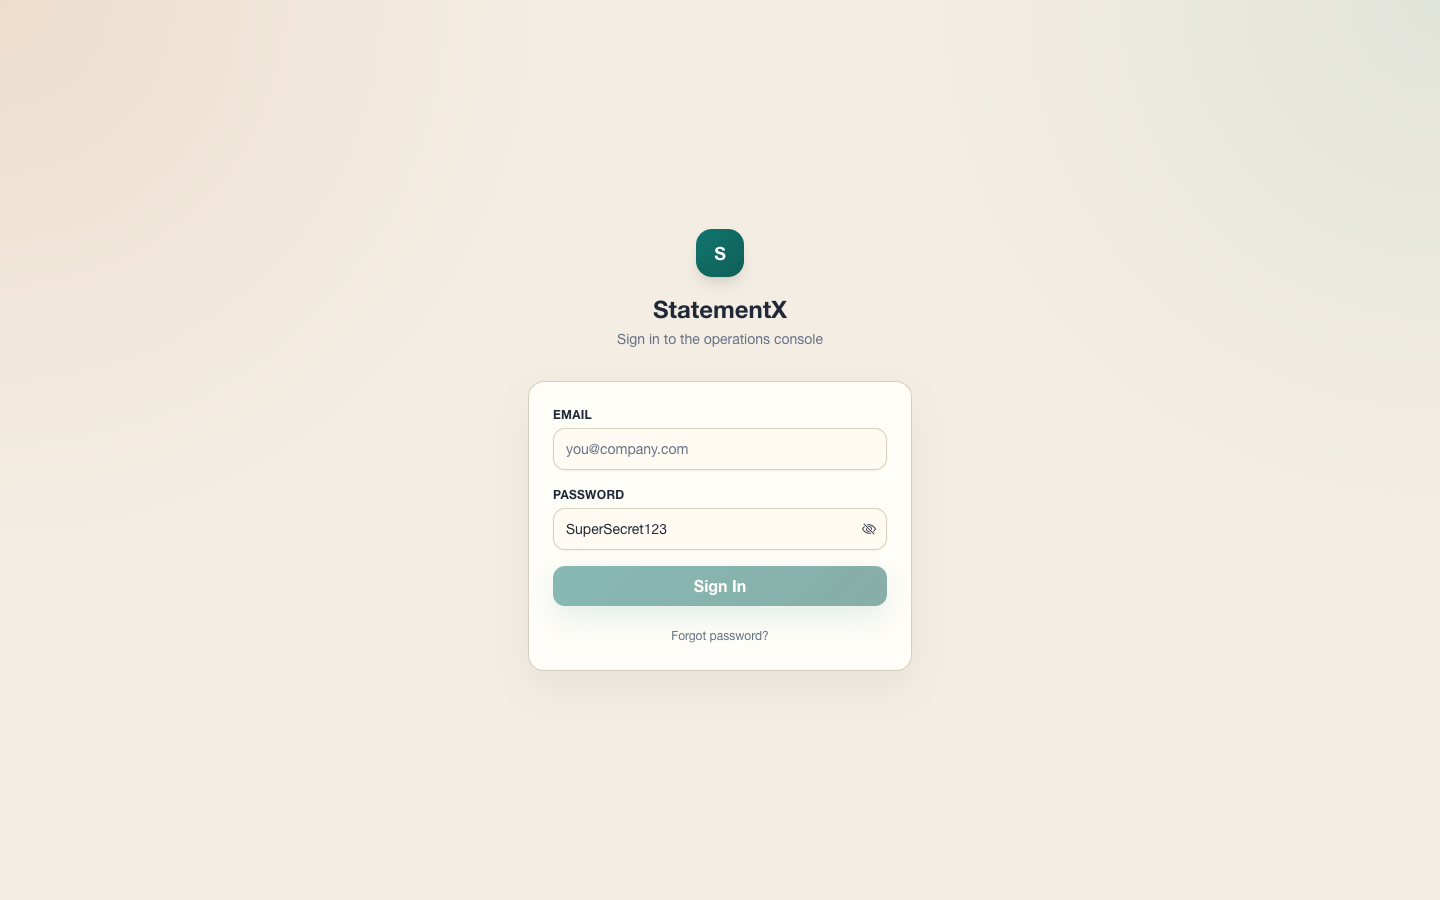 S
StatementX
Sign in to the operations console
EMAIL
you@company.com
PASSWORD
SuperSecret123
Sign In
Forgot password?